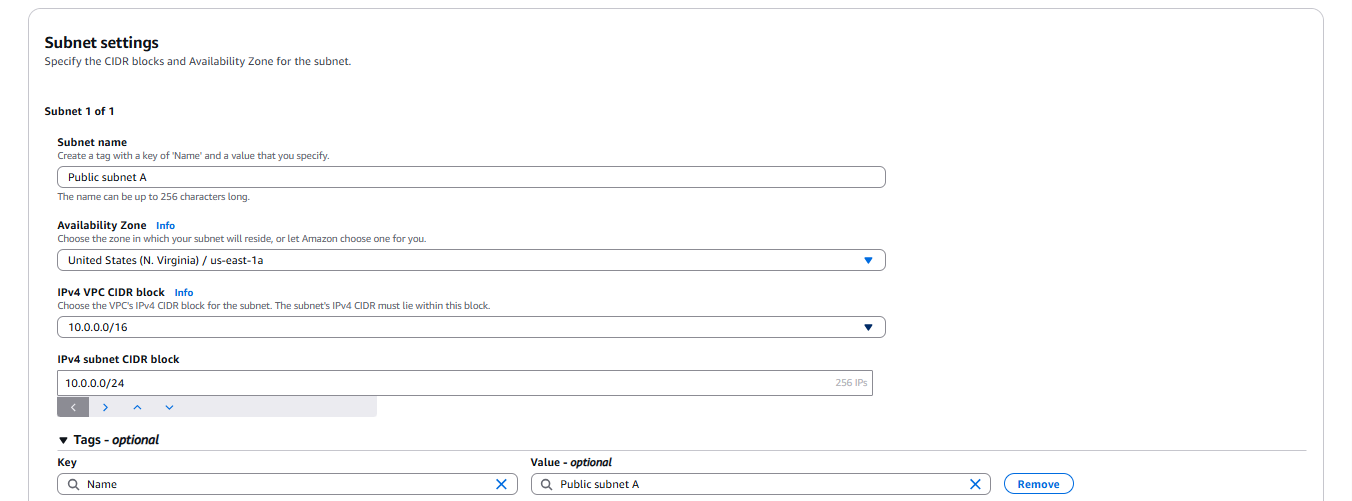 Subnet settings
Specify the CIDR blocks and Availability Zone for the subnet.
Subnet 1 of 1
Subnet name
Create a tag with a key of 'Name' and a value that you specify.
Public subnet A
The name can be up to 256 characters long.
Availability Zone Info
Choose the zone in which your subnet will reside, or let Amazon choose one for you.
United States (N. Virginia) / us-east-1a
IPv4 VPC CIDR block Info
Choose the VPC's IPv4 CIDR block for the subnet. The subnet's IPv4 CIDR must lie within this block.
10.0.0.0/16
IPv4 subnet CIDR block
10.0.0.0/24 256 IPs
Tags - optional
Key Value - optional
Name Public subnet A Remove